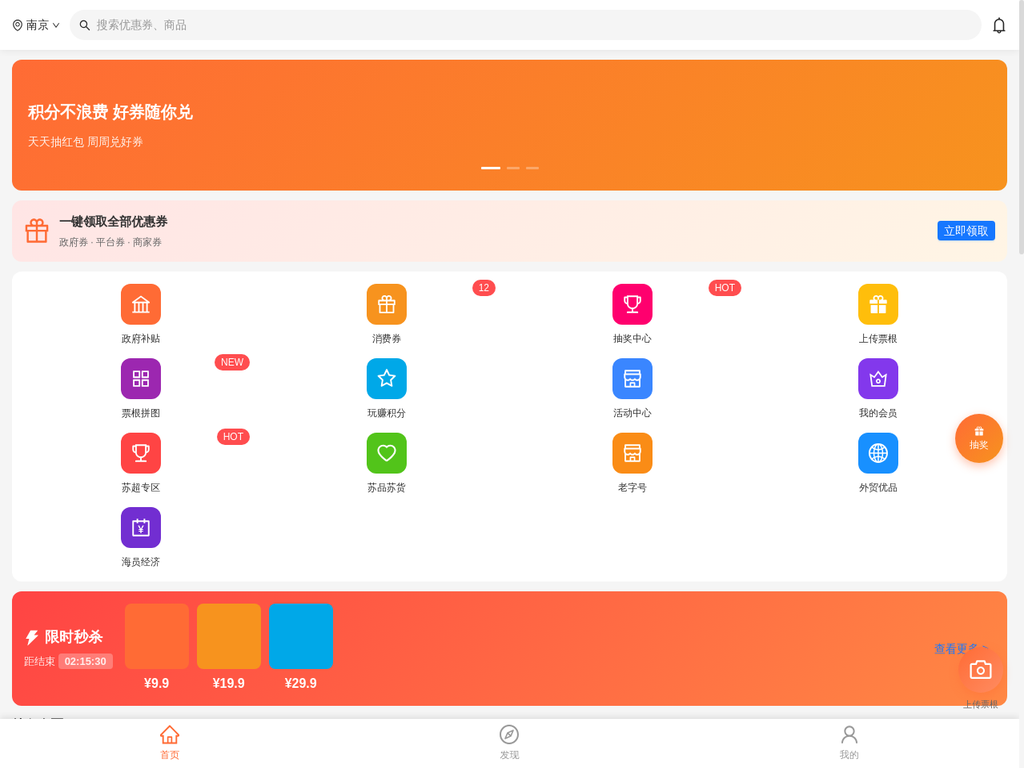 南京
搜索优惠券、商品
积分不浪费 好券随你兑
天天抽红包 周周兑好券
一键领取全部优惠券
政府券 · 平台券 · 商家券
立即领取
12
HOT
政府补贴
消费券
抽奖中心
上传票根
NEW
票根拼图
玩赚积分
活动中心
我的会员
HOT
抽奖
苏超专区
苏品苏货
老字号
外贸优品
海员经济
限时秒杀
距结束 02:15:30
¥9.9
¥19.9
¥29.9
查看更多
上传票根
首页
发现
我的